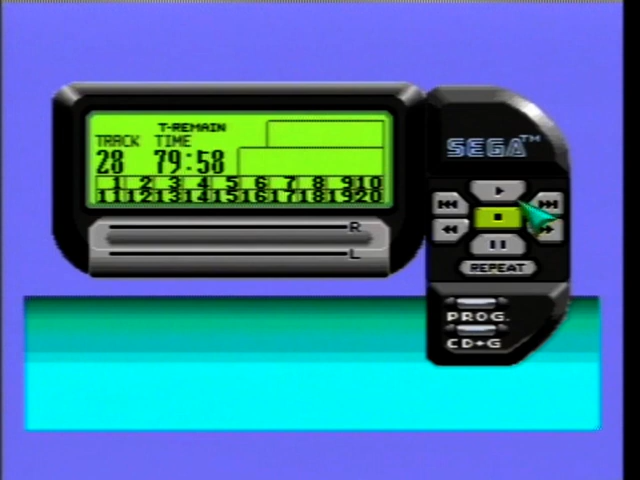 T-REMAIN
TRACK TIME
28 79:58
1 2 3 4 5 6 7 8 9 10
11 12 13 14 15 16 17 18 19 20
R
L
SEGA™
REPEAT
PROG.
CD+G